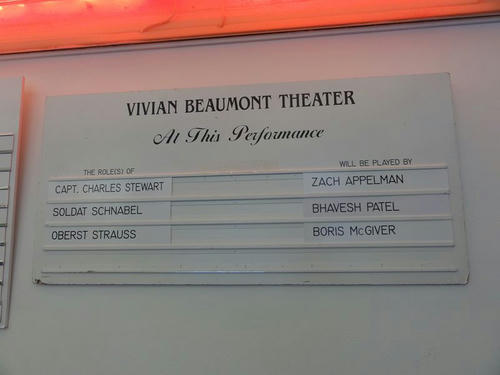 VIVIAN BEAUMONT THEATER
At This Performance
THE ROLE(S) OF WILL BE PLAYED BY
CAPT. CHARLES STEWART ZACH APPELMAN
SOLDAT SCHNABEL BHAVESH PATEL
OBERST STRAUSS BORIS McGIVER